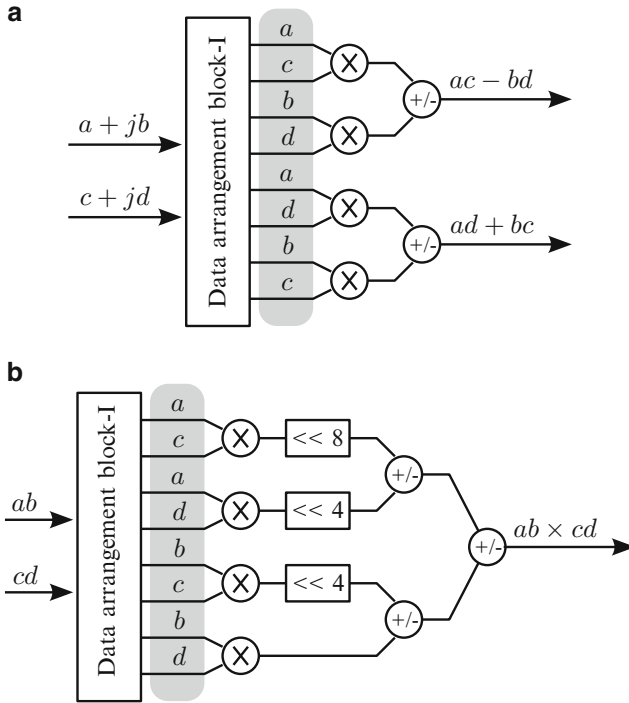 a
Data arrangement block-I
a + jb
c + jd
a
c
b
d
a
d
b
c
X
X
X
X
+/-
+/-
ac − bd
ad + bc
b
Data arrangement block-I
ab
cd
a
c
a
d
b
c
b
d
X
X
X
X
<< 8
<< 4
<< 4
+/-
+/-
+/-
ab × cd